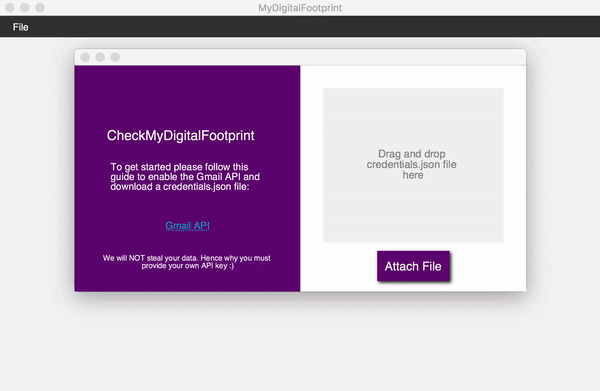 MyDigitalFootprint
File
CheckMyDigitalFootprint
To get started please follow this
guide to enable the Gmail API and
download a credentials.json file:
Gmail API
We will NOT steal your data. Hence why you must
provide your own API key :)
Drag and drop
credentials.json file
here
Attach File